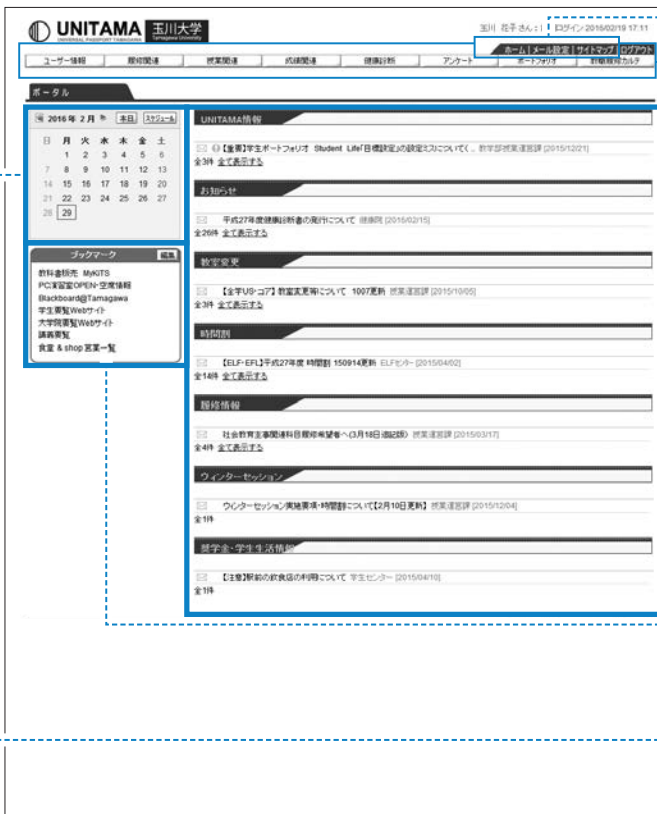 UNITAMA 玉川大学
UNIVERSAL PASSPORT TAMAGAWA Tamagawa University
玉川 花子さん：| ログイン 2016/02/19 17:11
ホーム | メール設定 | サイトマップ | ログアウト
ユーザー情報 履修関連 授業関連 成績関連 健康診断 アンケート ポートフォリオ 教職履修カルテ
ポータル
2016年 2月 本日 スケジュール
日 月 火 水 木 金 土
1 2 3 4 5 6
7 8 9 10 11 12 13
14 15 16 17 18 19 20
21 22 23 24 25 26 27
28 29
ブックマーク 編集
教科書販売 MyKiTS
PC演習室OPEN・空席情報
Blackboard@Tamagawa
学生要覧Webサイト
大学院要覧Webサイト
講義要覧
食堂 & shop 営業一覧
UNITAMA情報
【重要】学生ポートフォリオ Student Life「目標設定」の設定ミスについて(.. 教学部授業運営課 [2015/12/21]
全3件 全て表示する
お知らせ
平成27年度健康診断書の発行について 健康院 [2016/02/15]
全26件 全て表示する
教室変更
【全学US・コア】教室変更等について 1007更新 授業運営課 [2015/10/05]
全3件 全て表示する
時間割
【ELF・EFL】平成27年度 時間割 150914更新 ELFセンター [2015/04/02]
全14件 全て表示する
履修情報
社会教育主事関連科目履修希望者へ(3月18日追記版) 授業運営課 [2015/03/17]
全4件 全て表示する
ウィンターセッション
ウィンターセッション実施要項・時間割について【2月10日更新】 授業運営課 [2015/12/04]
全1件
奨学金・学生生活情報
【注意】駅前の飲食店の利用について 学生センター [2015/04/10]
全1件